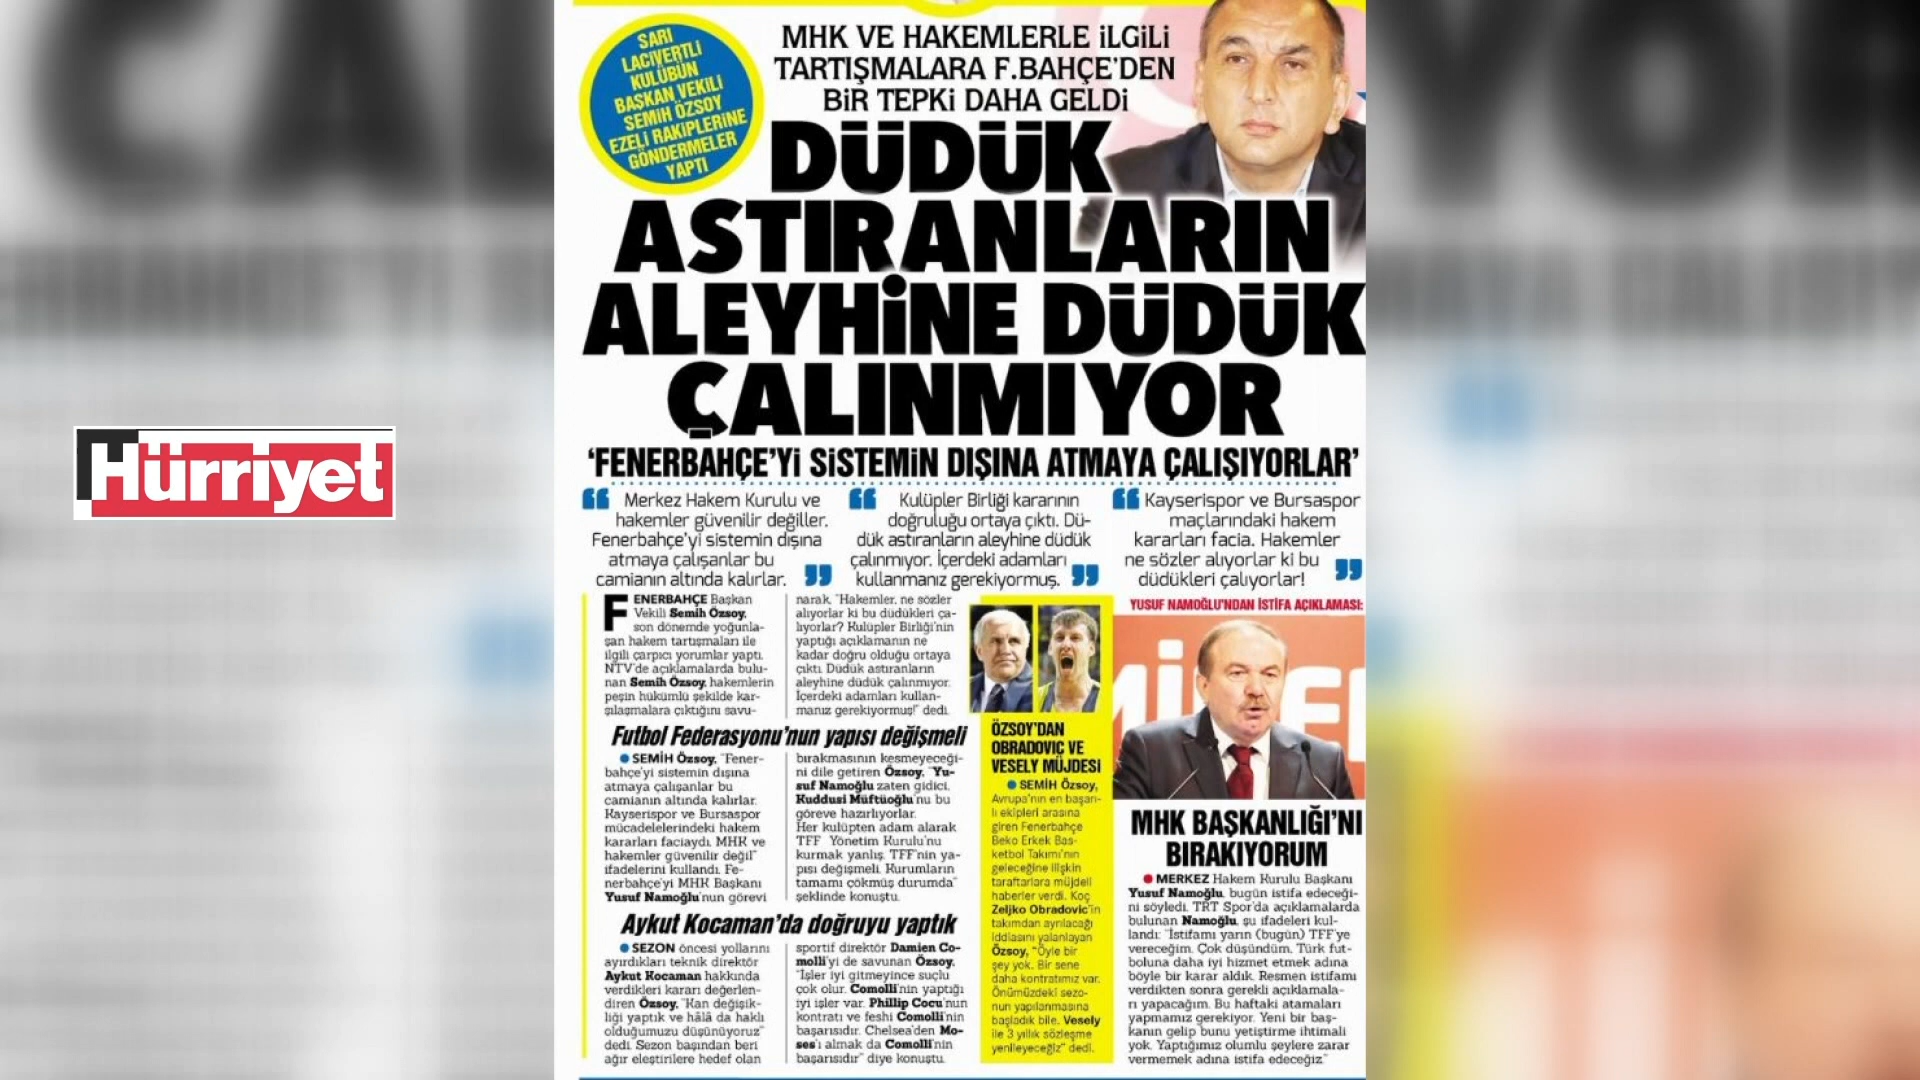 SARI
LACİVERTLİ
KULÜBÜN
BAŞKAN VEKİLİ
SEMİH ÖZSOY
EZELİ RAKİPLERİNE
GÖNDERMELER
YAPTI
MHK VE HAKEMLERLE İLGİLİ
TARTIŞMALARA F.BAHÇE'DEN
BİR TEPKİ DAHA GELDİ
DÜDÜK
ASTIRANLARIN
ALEYHİNE DÜDÜK
ÇALINMIYOR
'FENERBAHÇE'Yİ SİSTEMİN DIŞINA ATMAYA ÇALIŞIYORLAR'
Hürriyet
Merkez Hakem Kurulu ve
hakemler güvenilir değiller.
Fenerbahçe'yi sistemin dışına
atmaya çalışanlar bu
camianın altında kalırlar.
Kulüpler Birliği kararının
doğruluğu ortaya çıktı. Dü-
dük astıranların aleyhine düdük
çalınmıyor. İçerdeki adamları
kullanmanız gerekiyormuş.
Kayserispor ve Bursaspor
maçlarındaki hakem
kararları facia. Hakemler
ne sözler alıyorlar ki bu
düdükleri çalıyorlar!
FENERBAHÇE Başkan
Vekili Semih Özsoy,
son dönemde yoğunla-
şan hakem tartışmaları ile
ilgili çarpıcı yorumlar yaptı.
NTV'de açıklamalarda bulu-
nan Semih Özsoy, hakemlerin
peşin hükümlü şekilde kar-
şılaşmalara çıktığını savu-
narak, "Hakemler, ne sözler
alıyorlar ki bu düdükleri ça-
lıyorlar? Kulüpler Birliği'nin
yaptığı açıklamanın ne
kadar doğru olduğu ortaya
çıktı. Düdük astıranların
aleyhine düdük çalınmıyor.
İçerdeki adamları kullan-
manız gerekiyormuş!" dedi.
Futbol Federasyonu'nun yapısı değişmeli
SEMİH Özsoy, "Fener-
bahçe'yi sistemin dışına
atmaya çalışanlar bu
camianın altında kalırlar.
Kayserispor ve Bursaspor
mücadelelerindeki hakem
kararları faciaydı. MHK ve
hakemler güvenilir değil"
ifadelerini kullandı. Fe-
nerbahçe'yi MHK Başkanı
Yusuf Namoğlu'nun görevi
bırakmasının kesmeyeceği-
ni dile getiren Özsoy, "Yu-
suf Namoğlu zaten gidici.
Kuddusi Müftüoğlu'nu bu
göreve hazırlıyorlar.
Her kulüpten adam alarak
TFF Yönetim Kurulu'nu
kurmak yanlış. TFF'nin ya-
pısı değişmeli. Kurumların
tamamı çökmüş durumda"
şeklinde konuştu.
Aykut Kocaman'da doğruyu yaptık
SEZON öncesi yollarını
ayırdıkları teknik direktör
Aykut Kocaman hakkında
verdikleri kararı değerlen-
diren Özsoy, "Kan değişik-
liği yaptık ve hâlâ da haklı
olduğumuzu düşünüyoruz"
dedi. Sezon başından beri
ağır eleştirilere hedef olan
sportif direktör Damien Co-
molli'yi de savunan Özsoy,
"İşler iyi gitmeyince suçlu
çok olur. Comolli'nin yaptığı
iyi işler var. Phillip Cocu'nun
kontratı ve feshi Comolli'nin
başarısıdır. Chelsea'den Mo-
ses'i almak da Comolli'nin
başarısıdır" diye konuştu.
ÖZSOY'DAN
OBRADOVIC VE
VESELY MÜJDESİ
SEMİH Özsoy,
Avrupa'nın en başarı-
lı ekipleri arasına
giren Fenerbahçe
Beko Erkek Bas-
ketbol Takımı'nın
geleceğine ilişkin
taraftarlara müjdeli
haberler verdi. Koç
Zeljko Obradovic'in
takımdan ayrılacağı
iddiasını yalanlayan
Özsoy, "Öyle bir
şey yok. Bir sene
daha kontratımız var.
Önümüzdeki sezo-
nun yapılanmasına
başladık bile. Vesely
ile 3 yıllık sözleşme
yenileyeceğiz" dedi.
YUSUF NAMOĞLU'NDAN İSTİFA AÇIKLAMASI:
MHK BAŞKANLIĞI'NI
BIRAKIYORUM
MERKEZ Hakem Kurulu Başkanı
Yusuf Namoğlu, bugün istifa edeceği-
ni söyledi. TRT Spor'da açıklamalarda
bulunan Namoğlu, şu ifadeleri kul-
landı: "İstifamı yarın (bugün) TFF'ye
vereceğim. Çok düşündüm. Türk fut-
boluna daha iyi hizmet etmek adına
böyle bir karar aldık. Resmen istifamı
verdikten sonra gerekli açıklamala-
rı yapacağım. Bu haftaki atamaları
yapmamız gerekiyor. Yeni bir baş-
kanın gelip bunu yetiştirme ihtimali
yok. Yaptığımız olumlu şeylere zarar
vermemek adına istifa edeceğiz."